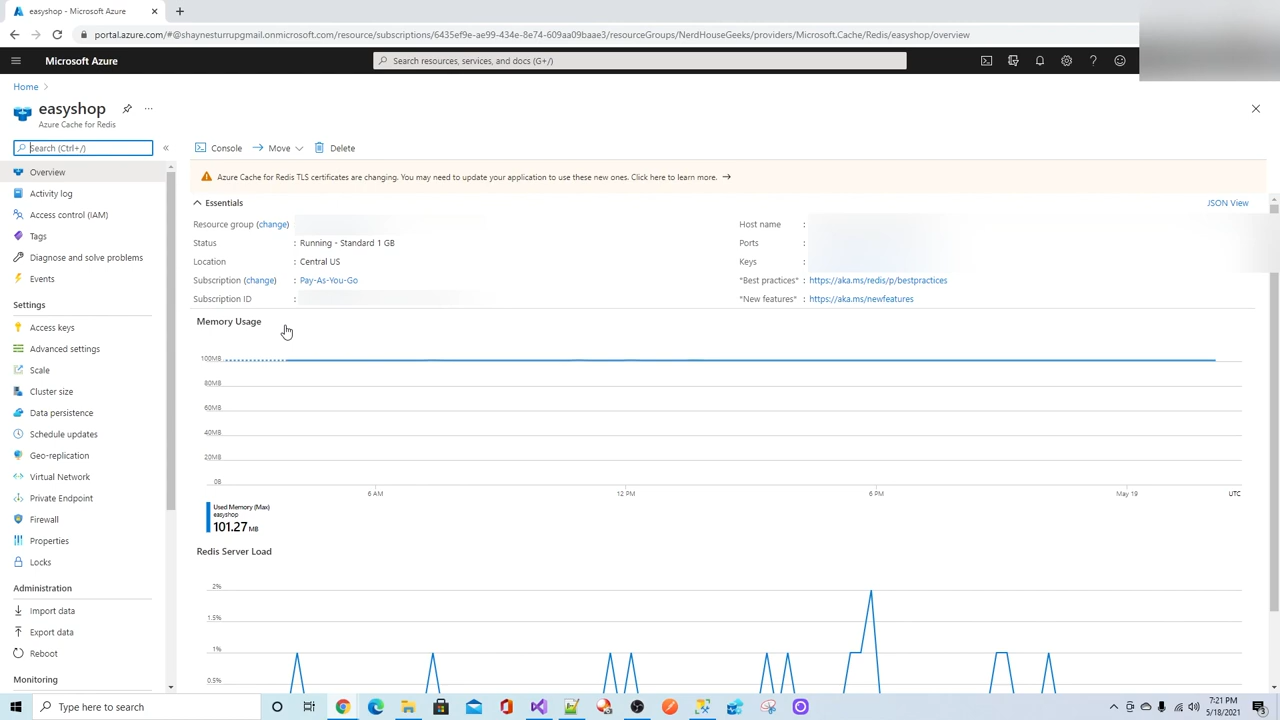 easyshop - Microsoft Azure
portal.azure.com/#@shaynesturrupgmail.onmicrosoft.com/resource/subscriptions/6435ef9e-ae99-434e-8e74-609aa09baae3/resourceGroups/NerdHouseGeeks/providers/Microsoft.Cache/Redis/easyshop/overview
Microsoft Azure
Search resources, services, and docs (G+/)
Home
easyshop
Azure Cache for Redis
Search (Ctrl+/)
Overview
Activity log
Access control (IAM)
Tags
Diagnose and solve problems
Events
Settings
Access keys
Advanced settings
Scale
Cluster size
Data persistence
Schedule updates
Geo-replication
Virtual Network
Private Endpoint
Firewall
Properties
Locks
Administration
Import data
Export data
Reboot
Monitoring
Console Move Delete
Azure Cache for Redis TLS certificates are changing. You may need to update your application to use these new ones. Click here to learn more.
Essentials
JSON View
Resource group (change)
Status : Running - Standard 1 GB
Location : Central US
Subscription (change) : Pay-As-You-Go
Subscription ID :
Host name :
Ports :
Keys :
"Best practices" : https://aka.ms/redis/p/bestpractices
"New features" : https://aka.ms/newfeatures
Memory Usage
100MB
80MB
60MB
40MB
20MB
0B
6 AM 12 PM 6 PM May 19 UTC
Used Memory (Max)
easyshop
101.27 MB
Redis Server Load
2%
1.5%
1%
0.5%
Type here to search
7:21 PM
5/18/2021
3